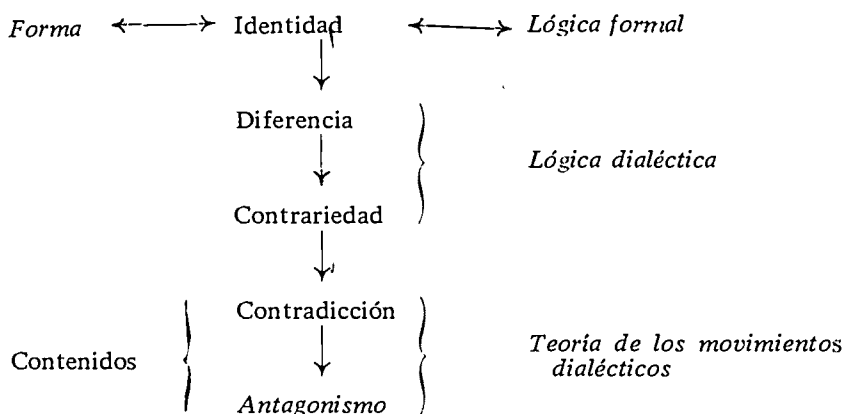 Forma Identidad Lógica formal
Diferencia
Lógica dialéctica
Contrariedad
Contradicción
Contenidos Teoría de los movimientos
dialécticos
Antagonismo